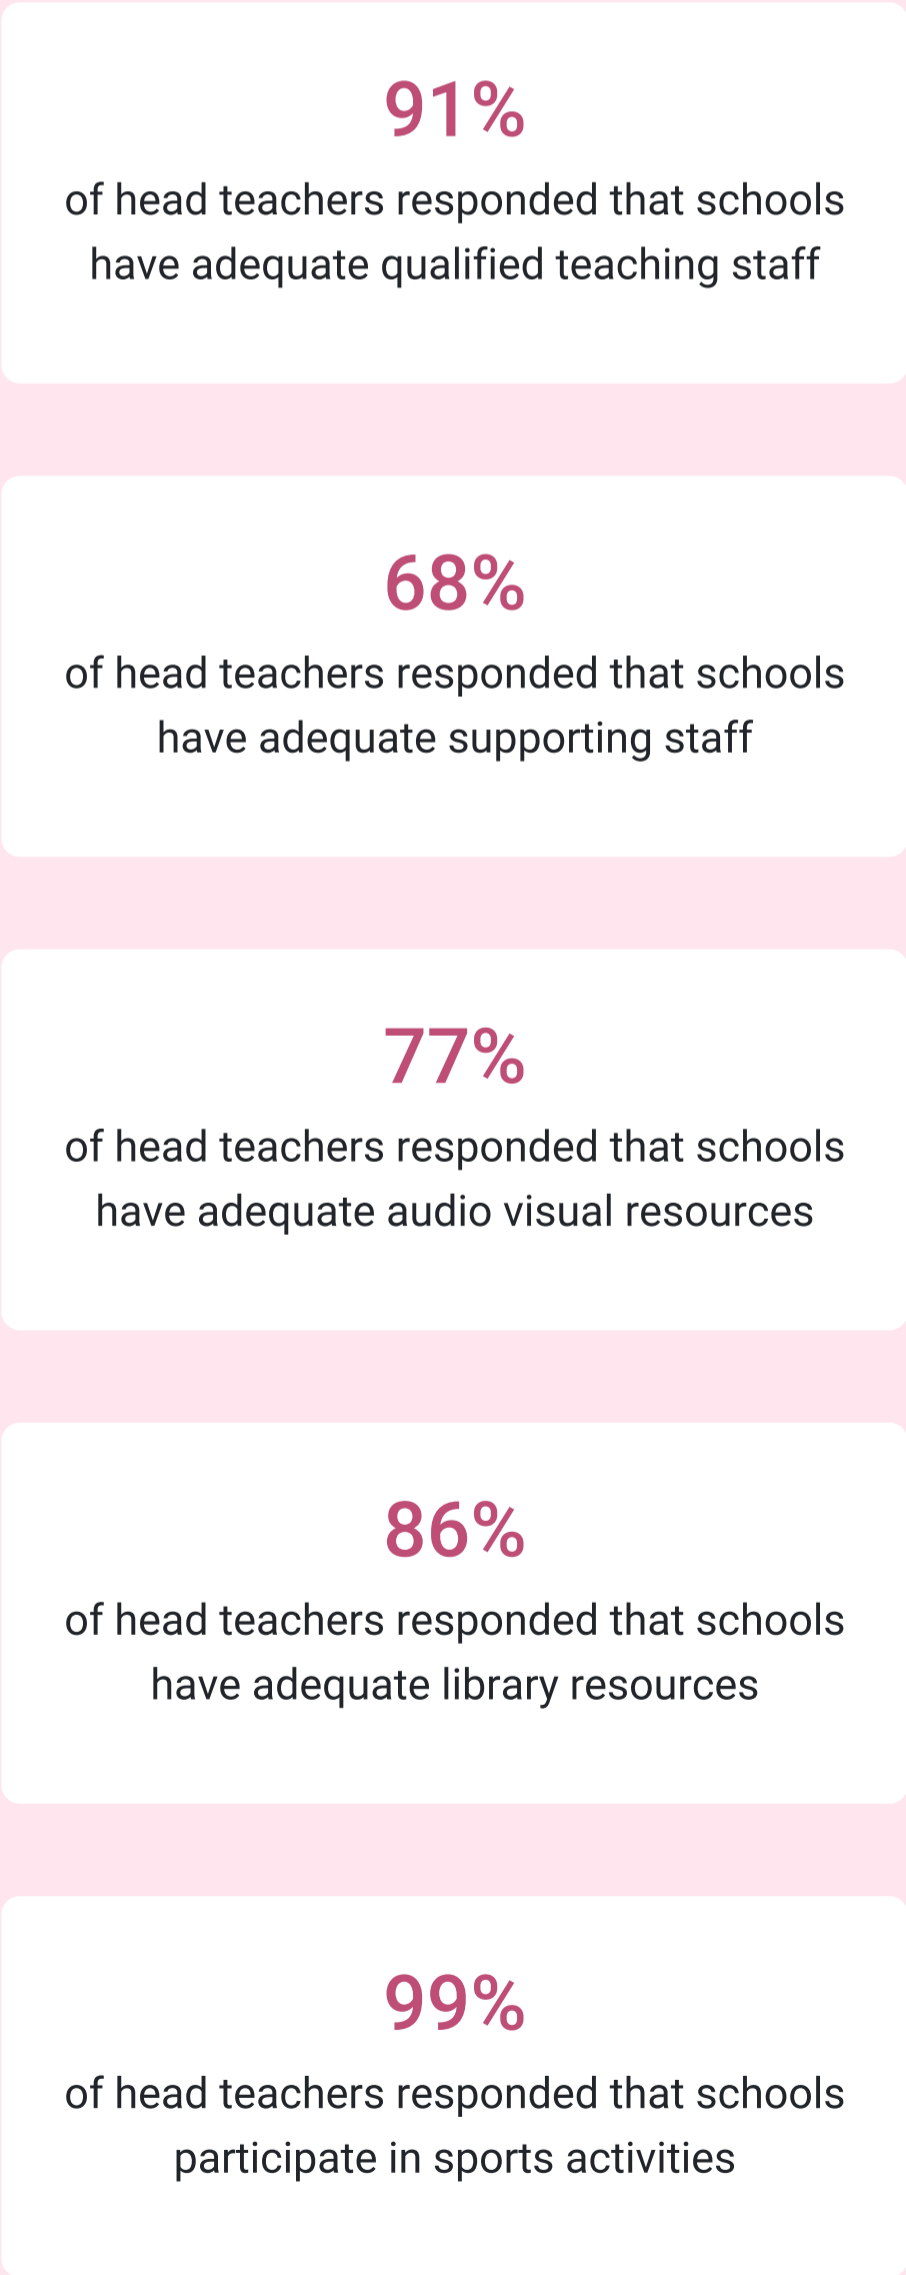 91%
of head teachers responded that schools
have adequate qualified teaching staff
68%
of head teachers responded that schools
have adequate supporting staff
77%
of head teachers responded that schools
have adequate audio visual resources
86%
of head teachers responded that schools
have adequate library resources
99%
of head teachers responded that schools
participate in sports activities